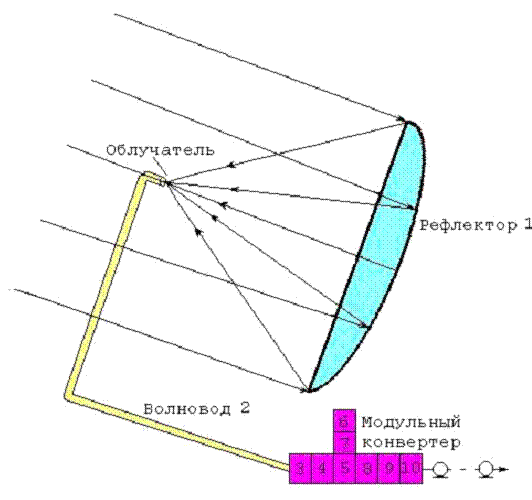 Облучатель
Рефлектор 1
Волновод 2
Модульный
конвертер
6
7
3 4 5 8 9 10